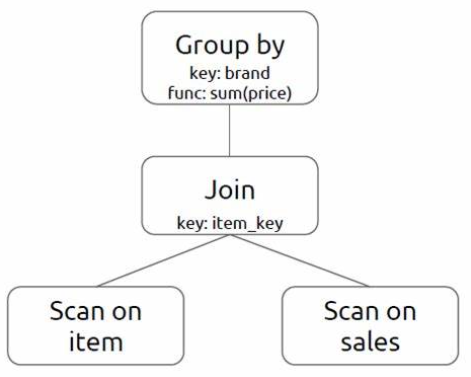 Group by
key: brand
func: sum(price)
Join
key: item_key
Scan on
item
Scan on
sales